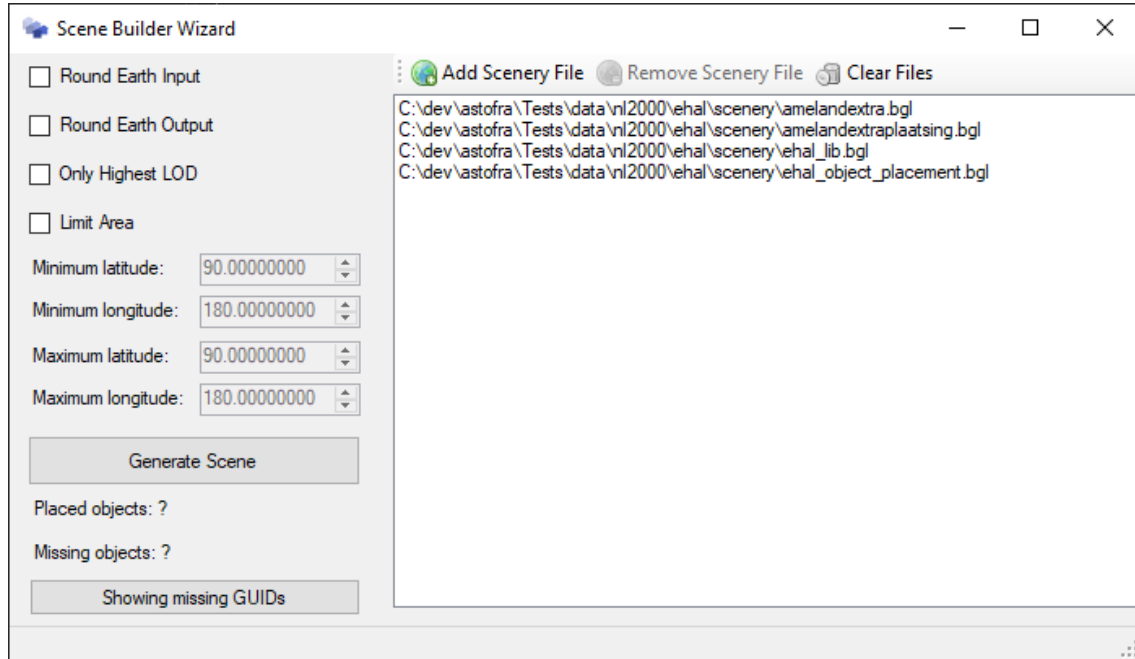 Scene Builder Wizard
Round Earth Input
Round Earth Output
Only Highest LOD
Limit Area
Minimum latitude: 90.00000000
Minimum longitude: 180.00000000
Maximum latitude: 90.00000000
Maximum longitude: 180.00000000
Generate Scene
Placed objects: ?
Missing objects: ?
Showing missing GUIDs
Add Scenery File Remove Scenery File Clear Files
C:\dev\astofra\Tests\data\nl2000\ehal\scenery\amelandextra.bgl
C:\dev\astofra\Tests\data\nl2000\ehal\scenery\amelandextraplaatsing.bgl
C:\dev\astofra\Tests\data\nl2000\ehal\scenery\ehal_lib.bgl
C:\dev\astofra\Tests\data\nl2000\ehal\scenery\ehal_object_placement.bgl